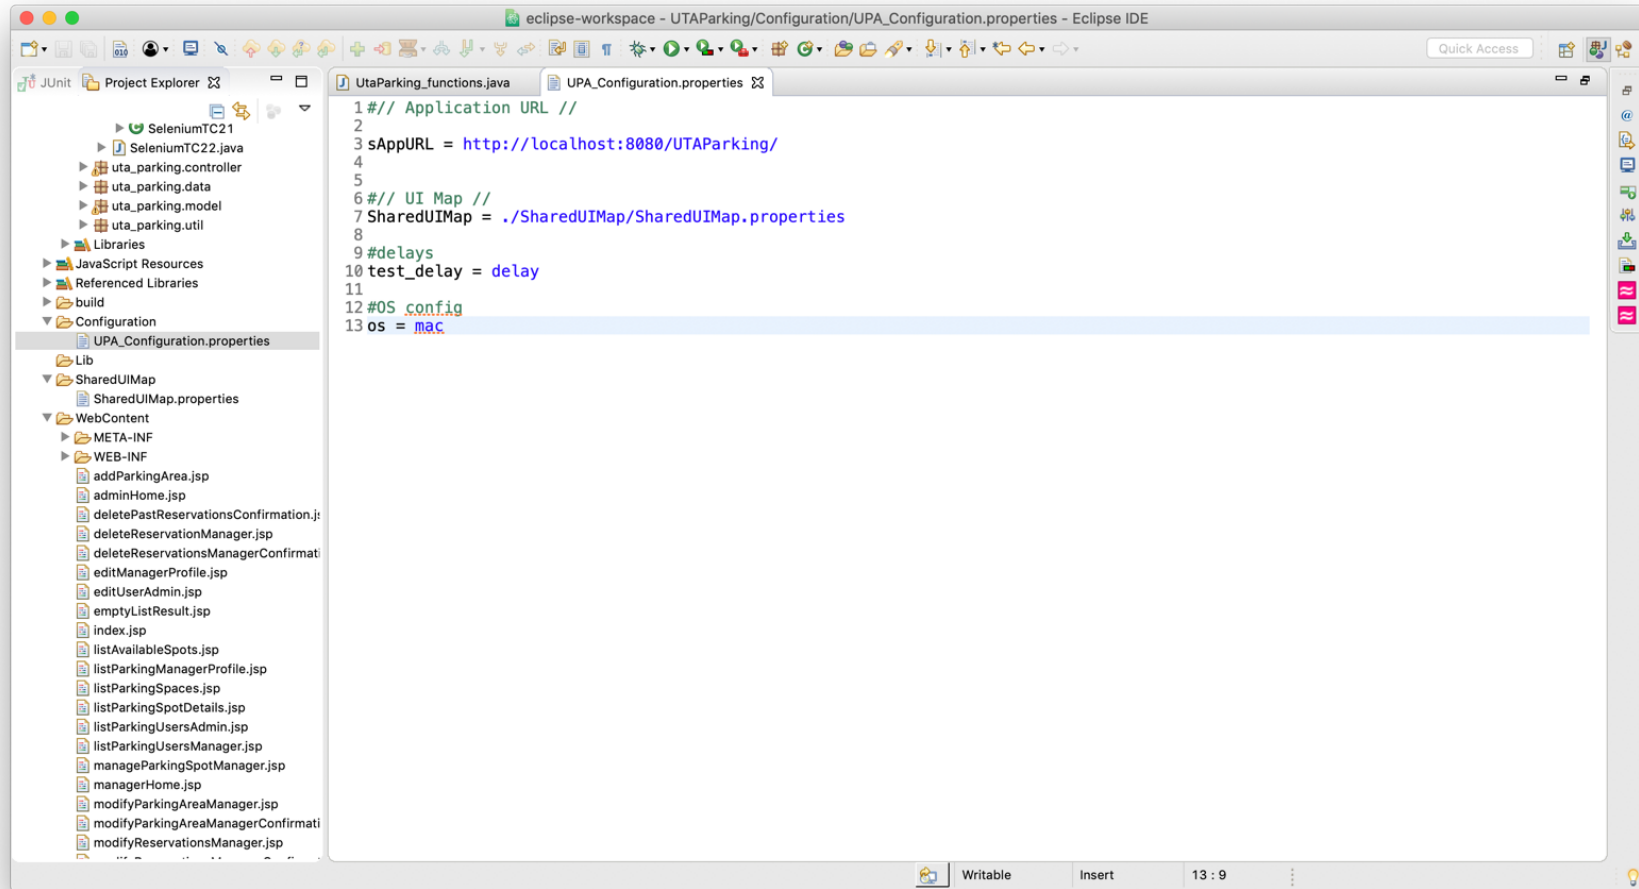 eclipse-workspace - UTAParking/Configuration/UPA_Configuration.properties - Eclipse IDE
Quick Access
JUnit
Project Explorer
SeleniumTC21
SeleniumTC22.java
uta_parking.controller
uta_parking.data
uta_parking.model
uta_parking.util
Libraries
JavaScript Resources
Referenced Libraries
build
Configuration
UPA_Configuration.properties
Lib
SharedUIMap
SharedUIMap.properties
WebContent
META-INF
WEB-INF
addParkingArea.jsp
adminHome.jsp
deletePastReservationsConfirmation.js
deleteReservationManager.jsp
deleteReservationsManagerConfirmati
editManagerProfile.jsp
editUserAdmin.jsp
emptyListResult.jsp
index.jsp
listAvailableSpots.jsp
listParkingManagerProfile.jsp
listParkingSpaces.jsp
listParkingSpotDetails.jsp
listParkingUsersAdmin.jsp
listParkingUsersManager.jsp
manageParkingSpotManager.jsp
managerHome.jsp
modifyParkingAreaManager.jsp
modifyParkingAreaManagerConfirmati
modifyReservationsManager.jsp
UtaParking_functions.java
UPA_Configuration.properties
1 #// Application URL //
2
3 sAppURL = http://localhost:8080/UTAParking/
4
5
6 #// UI Map //
7 SharedUIMap = ./SharedUIMap/SharedUIMap.properties
8
9 #delays
10 test_delay = delay
11
12 #OS config
13 os = mac
Writable
Insert
13 : 9